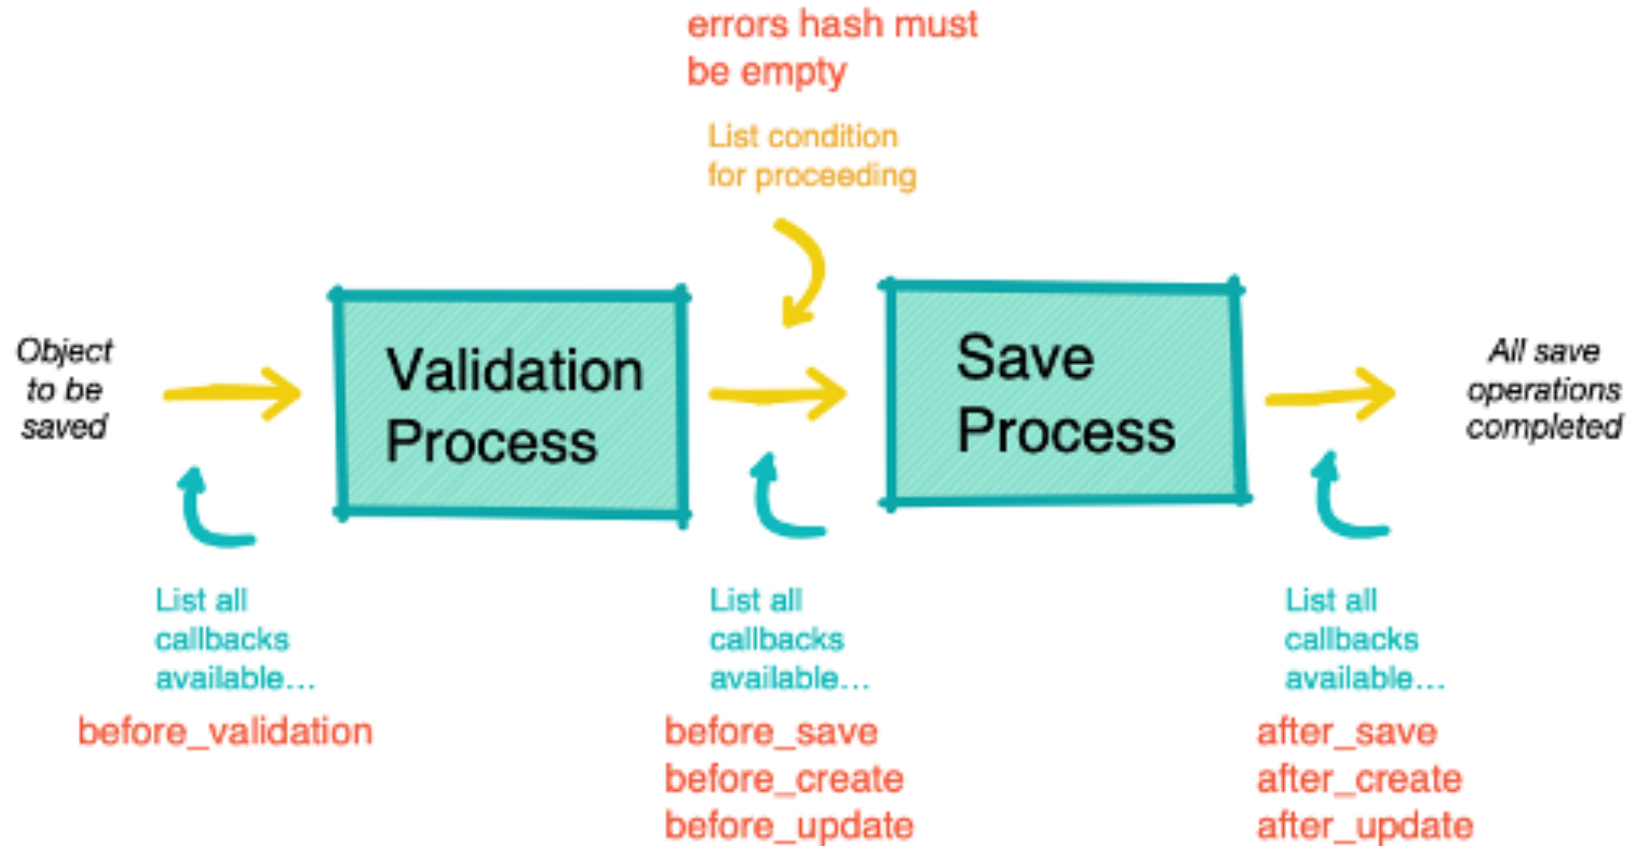 errors hash must
be empty
List condition
for proceeding
Object
to be
saved
Validation
Process
Save
Process
All save
operations
completed
List all
callbacks
available...
before_validation
List all
callbacks
available...
before_save
before_create
before_update
List all
callbacks
available...
after_save
after_create
after_update